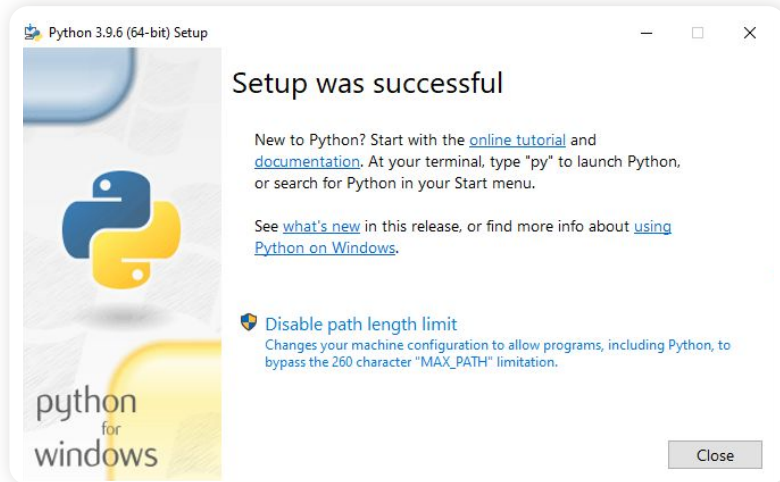 Python 3.9.6 (64-bit) Setup
Setup was successful
New to Python? Start with the online tutorial and
documentation. At your terminal, type "py" to launch Python,
or search for Python in your Start menu.
See what's new in this release, or find more info about using
Python on Windows.
Disable path length limit
Changes your machine configuration to allow programs, including Python, to
bypass the 260 character "MAX_PATH" limitation.
python
for
windows
Close